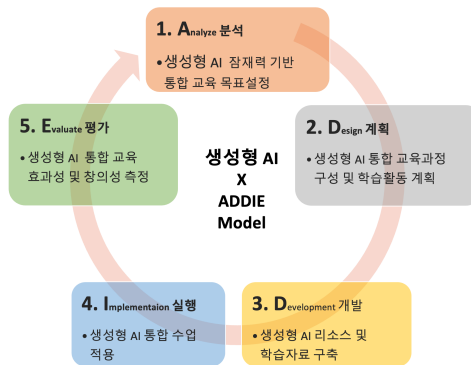 1. Analyze 분석
•생성형 AI 잠재력 기반
통합 교육 목표설정
2. Design 계획
•생성형 AI 통합 교육과정
구성 및 학습활동 계획
3. Development 개발
•생성형 AI 리소스 및
학습자료 구축
4. Implementaion 실행
•생성형 AI 통합 수업
적용
5. Evaluate 평가
•생성형 AI 통합 교육
효과성 및 창의성 측정
생성형 AI
X
ADDIE
Model